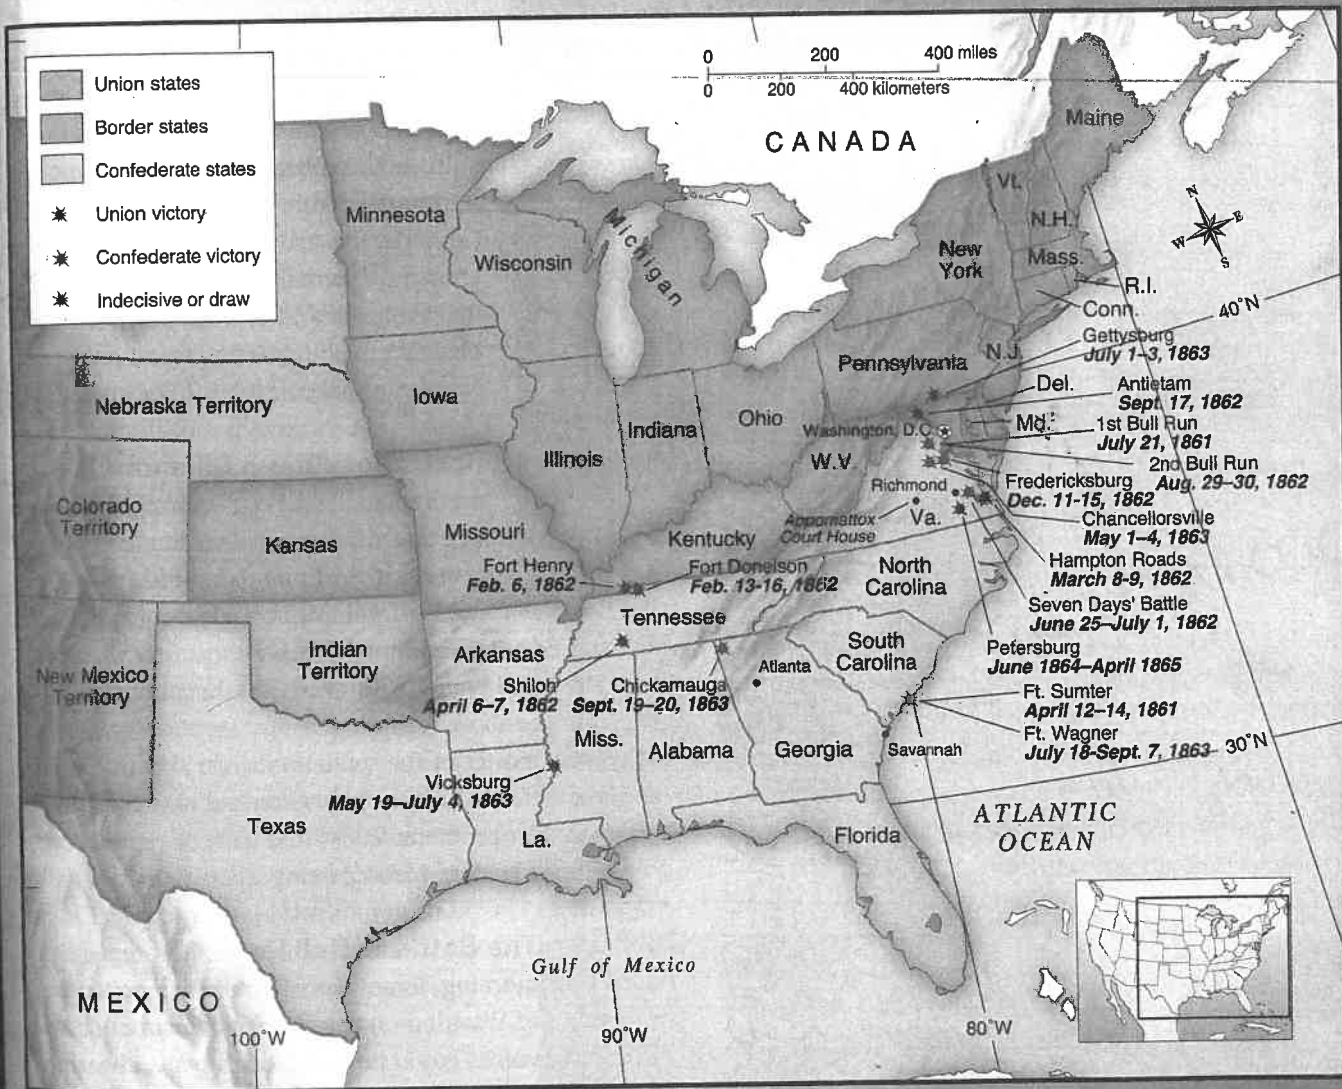 Union states
Border states
Confederate states
Union victory
Confederate victory
Indecisive or draw
0 200 400 miles
0 200 400 kilometers
CANADA
Maine
Vt.
N.H.
Mass.
New
York
R.I.
Conn.
N
E
S
W
40°N
Minnesota
Wisconsin
Michigan
Iowa
Nebraska Territory
Pennsylvania
N.J.
Gettysburg
July 1–3, 1863
Del.
Antietam
Sept. 17, 1862
Md.
1st Bull Run
July 21, 1861
2nd Bull Run
Aug. 29–30, 1862
Washington, D.C.
Ohio
Indiana
Illinois
W.V.
Richmond
Fredericksburg
Dec. 11-15, 1862
Va.
Appomattox
Court House
Chancellorsville
May 1–4, 1863
Colorado
Territory
Kansas
Missouri
Kentucky
Fort Henry
Feb. 6, 1862
Fort Donelson
Feb. 13-16, 1862
North
Carolina
Hampton Roads
March 8-9, 1862
Seven Days' Battle
June 25–July 1, 1862
Petersburg
June 1864–April 1865
Tennessee
South
Carolina
Indian
Territory
Arkansas
New Mexico
Territory
Shiloh
April 6–7, 1862
Chickamauga
Sept. 19–20, 1863
Atlanta
Ft. Sumter
April 12–14, 1861
Ft. Wagner
July 18-Sept. 7, 1863
30°N
Miss.
Alabama
Georgia
Savannah
Vicksburg
May 19–July 4, 1863
Texas
La.
Florida
ATLANTIC
OCEAN
Gulf of Mexico
MEXICO
100°W
90°W
80°W